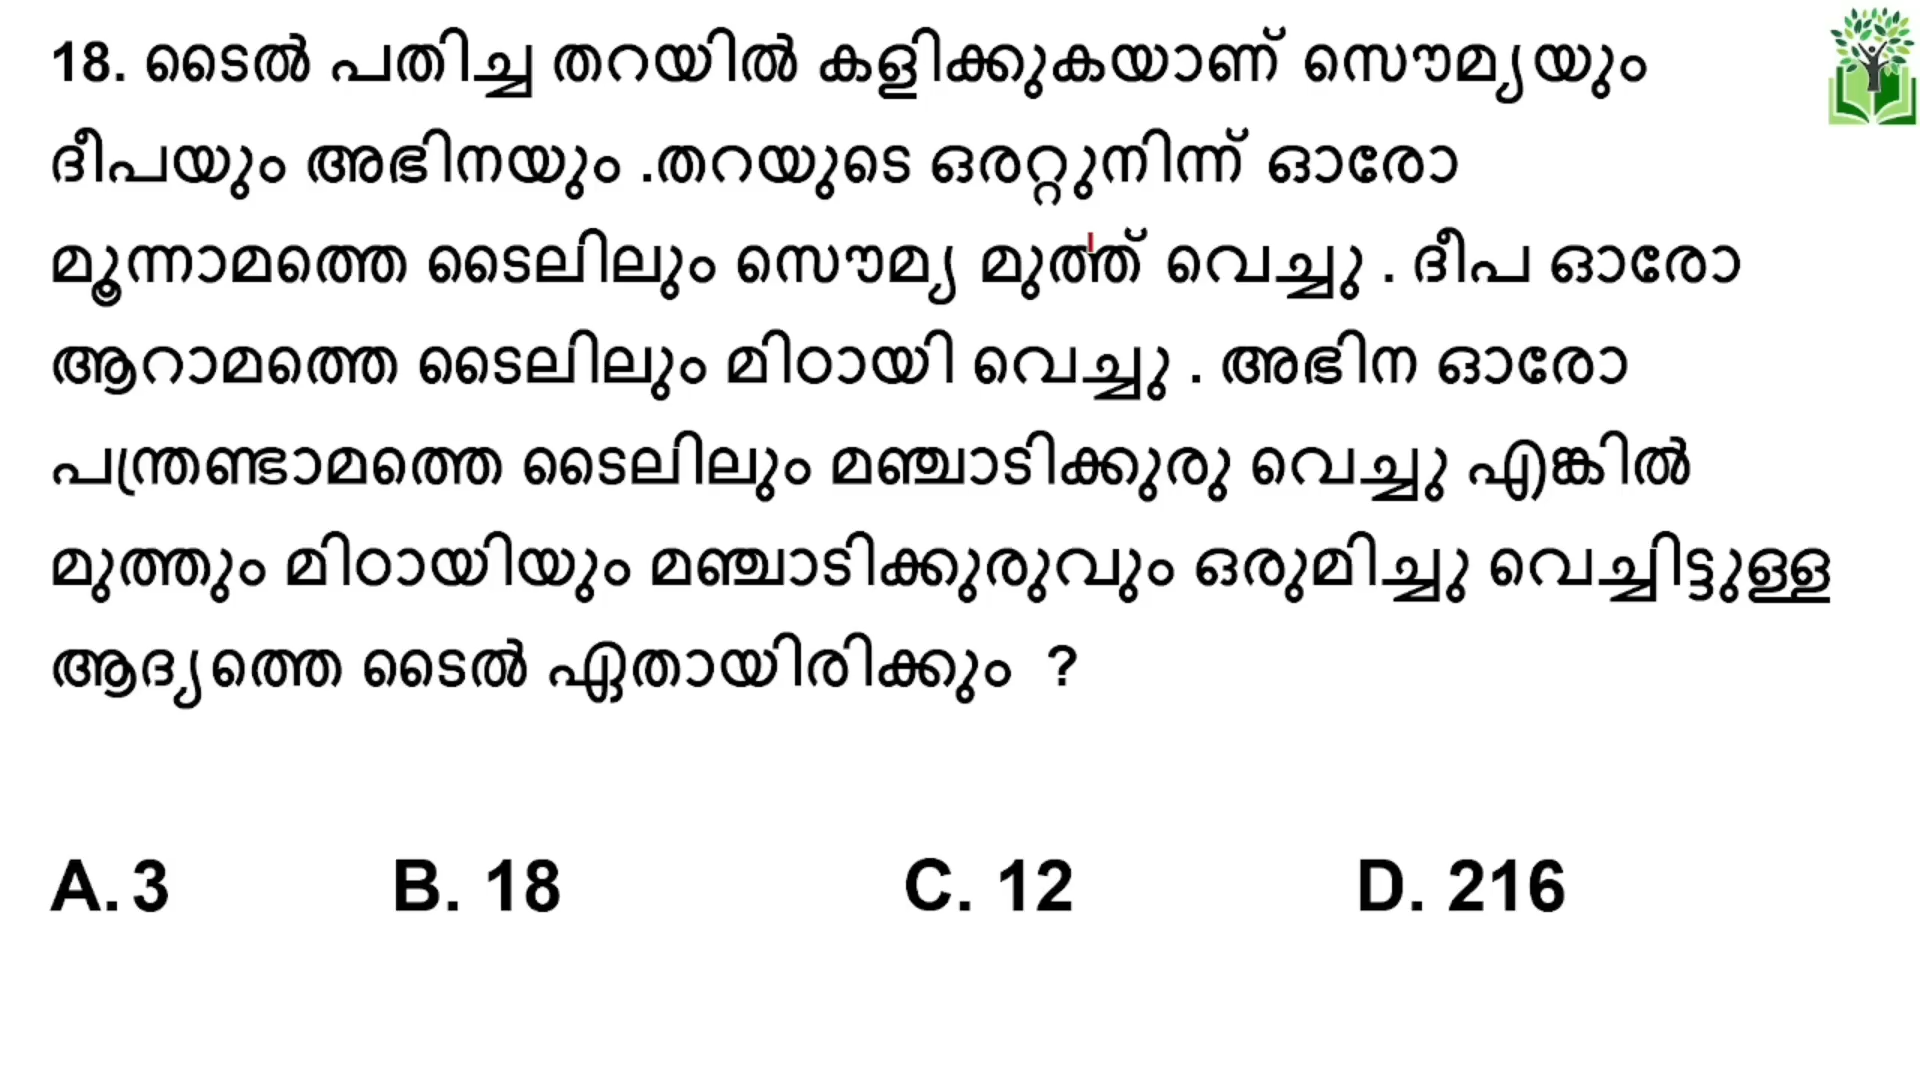 18. ടൈൽ പതിച്ച തറയിൽ കളിക്കുകയാണ് സൌമ്യയും
ദീപയും അഭിനയും .തറയുടെ ഒരറ്റുനിന്ന് ഓരോ
മൂന്നാമത്തെ ടൈലിലും സൌമ്യ മുത്ത് വെച്ചു . ദീപ ഓരോ
ആറാമത്തെ ടൈലിലും മിഠായി വെച്ചു . അഭിന ഓരോ
പന്ത്രണ്ടാമത്തെ ടൈലിലും മഞ്ചാടിക്കുരു വെച്ചു എങ്കിൽ
മുത്തും മിഠായിയും മഞ്ചാടിക്കുരുവും ഒരുമിച്ചു വെച്ചിട്ടുള്ള
ആദ്യത്തെ ടൈൽ ഏതായിരിക്കും ?
A. 3 B. 18 C. 12 D. 216